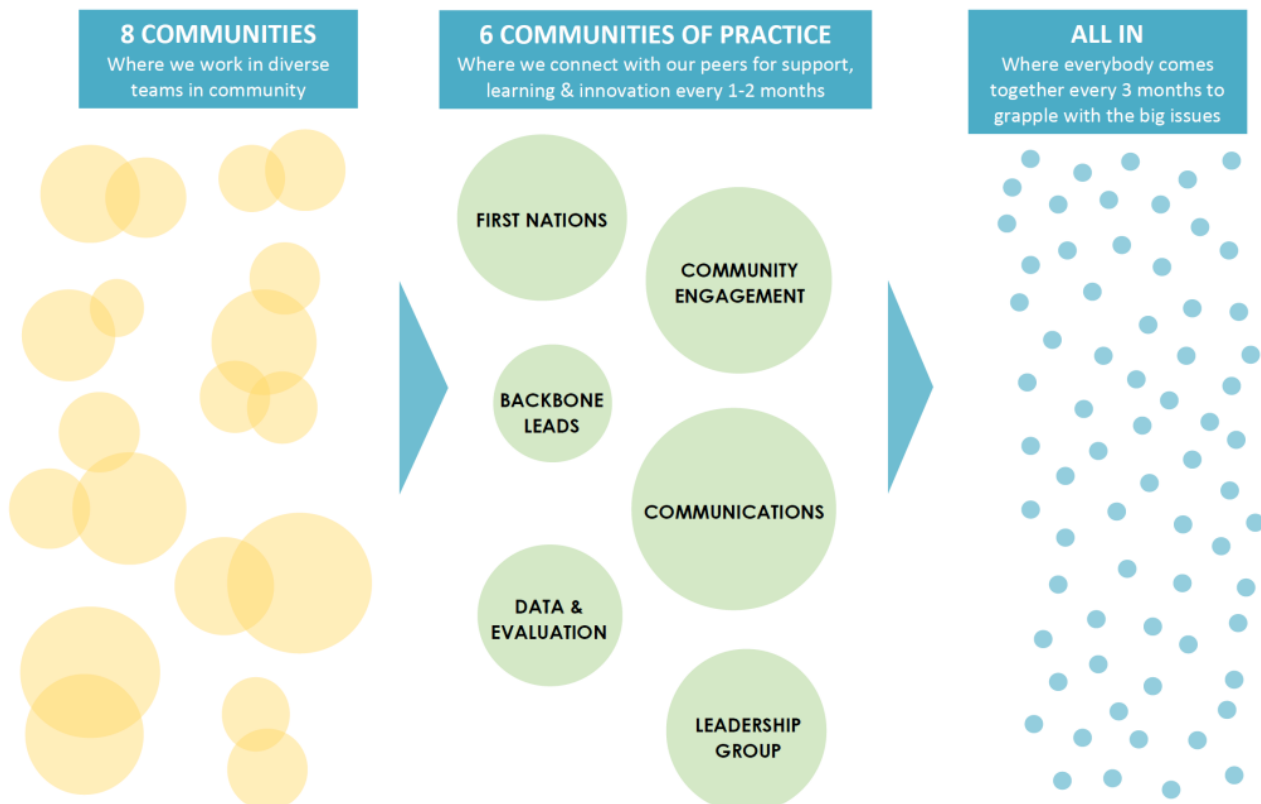 8 COMMUNITIES
Where we work in diverse
teams in community
6 COMMUNITIES OF PRACTICE
Where we connect with our peers for support,
learning & innovation every 1-2 months
ALL IN
Where everybody comes
together every 3 months to
grapple with the big issues
FIRST NATIONS
COMMUNITY
ENGAGEMENT
BACKBONE
LEADS
COMMUNICATIONS
DATA &
EVALUATION
LEADERSHIP
GROUP